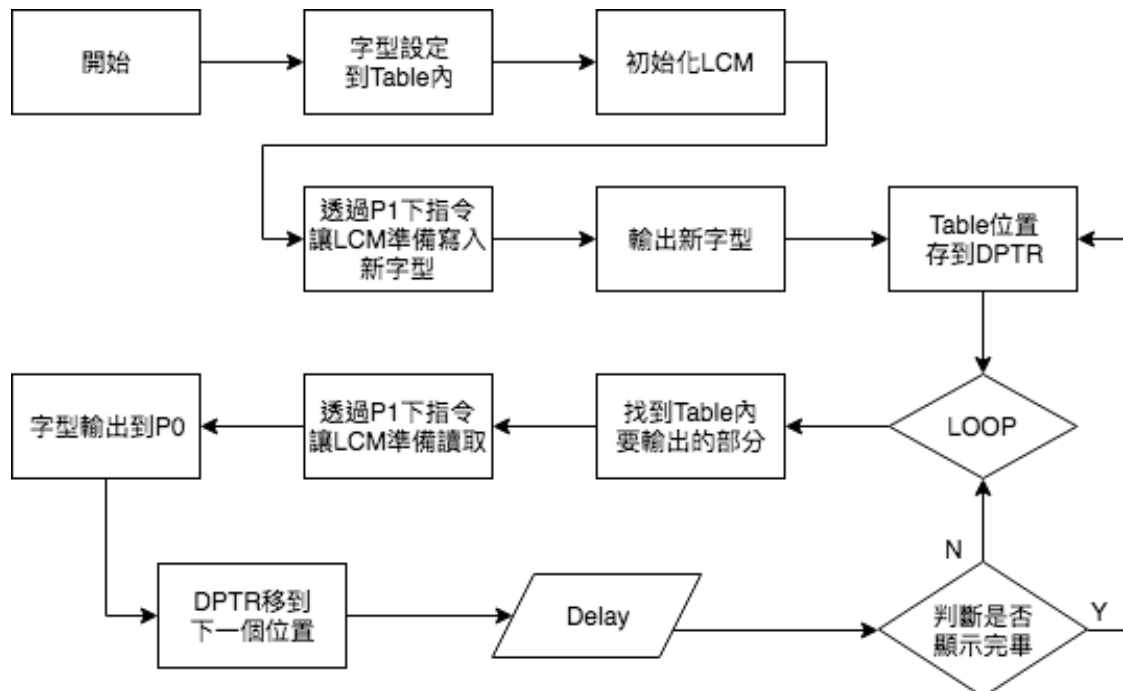 開始
字型設定
到Table內
初始化LCM
透過P1下指令
讓LCM準備寫入
新字型
輸出新字型
Table位置
存到DPTR
LOOP
找到Table內
要輸出的部分
透過P1下指令
讓LCM準備讀取
字型輸出到P0
DPTR移到
下一個位置
Delay
判斷是否
顯示完畢
N
Y